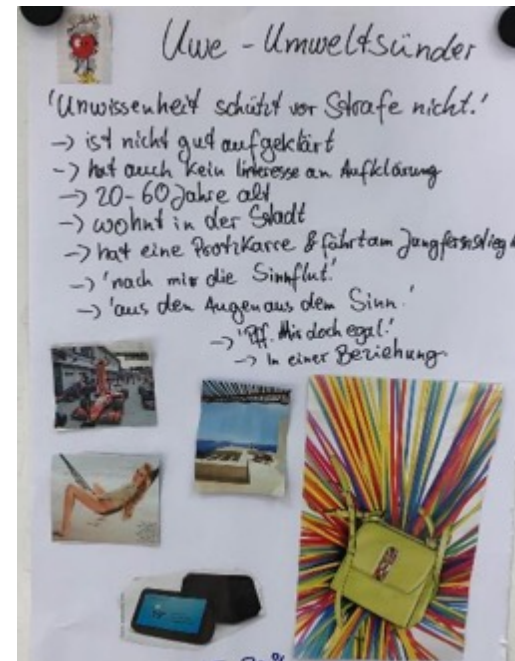 Uwe - Umweltsünder
'Unwissenheit schützt vor Strafe nicht.'
-> ist nicht gut aufgeklärt
-> hat auch kein Interesse an Aufklärung
-> 20-60 Jahre alt
-> wohnt in der Stadt
-> hat eine Protzkarre & fährt am Jungfernstieg
-> 'nach mir die Sinnflut.'
-> 'aus den Augen aus dem Sinn.'
-> 'Pff. Mir doch egal.'
-> in einer Beziehung